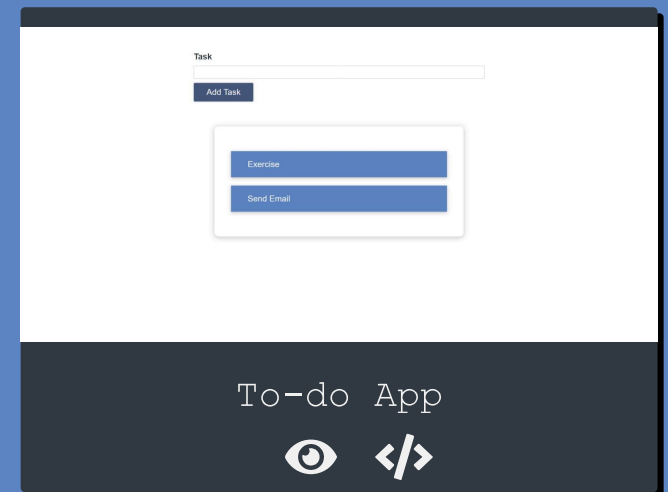 Task
Add Task
Exercise
Send Email
To-do App